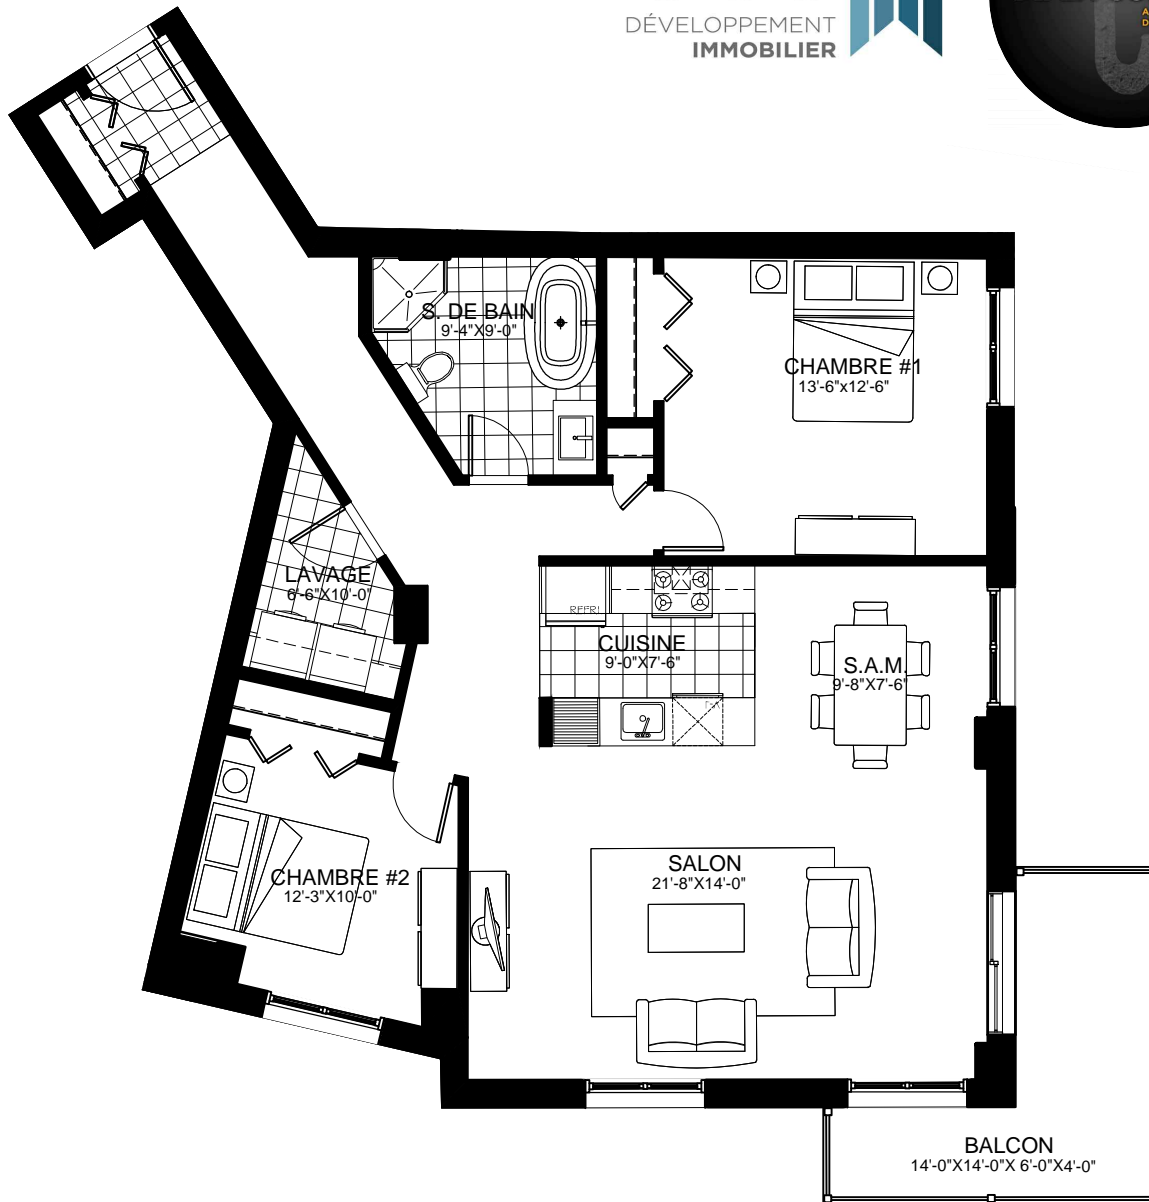 DÉVELOPPEMENT
IMMOBILIER
S. DE BAIN
9'-4"X9'-0"
CHAMBRE #1
13'-6"x12'-6"
LAVAGE
6'-6"X10'-0"
REFRI
CUISINE
9'-0"X7'-6"
S.A.M.
9'-8"X7'-6"
CHAMBRE #2
12'-3"X10'-0"
SALON
21'-8"X14'-0"
BALCON
14'-0"X14'-0"X 6'-0"X4'-0"